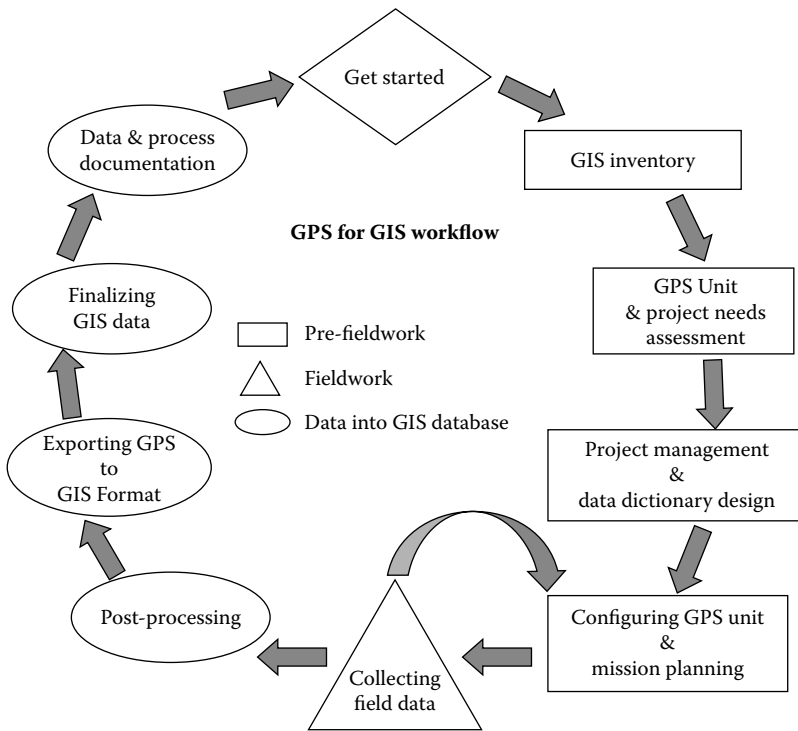 Get started
GIS inventory
GPS Unit
& project needs
assessment
Project management
&
data dictionary design
Configuring GPS unit
&
mission planning
Collecting
field data
Post-processing
Exporting GPS
to
GIS Format
Finalizing
GIS data
Data & process
documentation
GPS for GIS workflow
Pre-fieldwork
Fieldwork
Data into GIS database